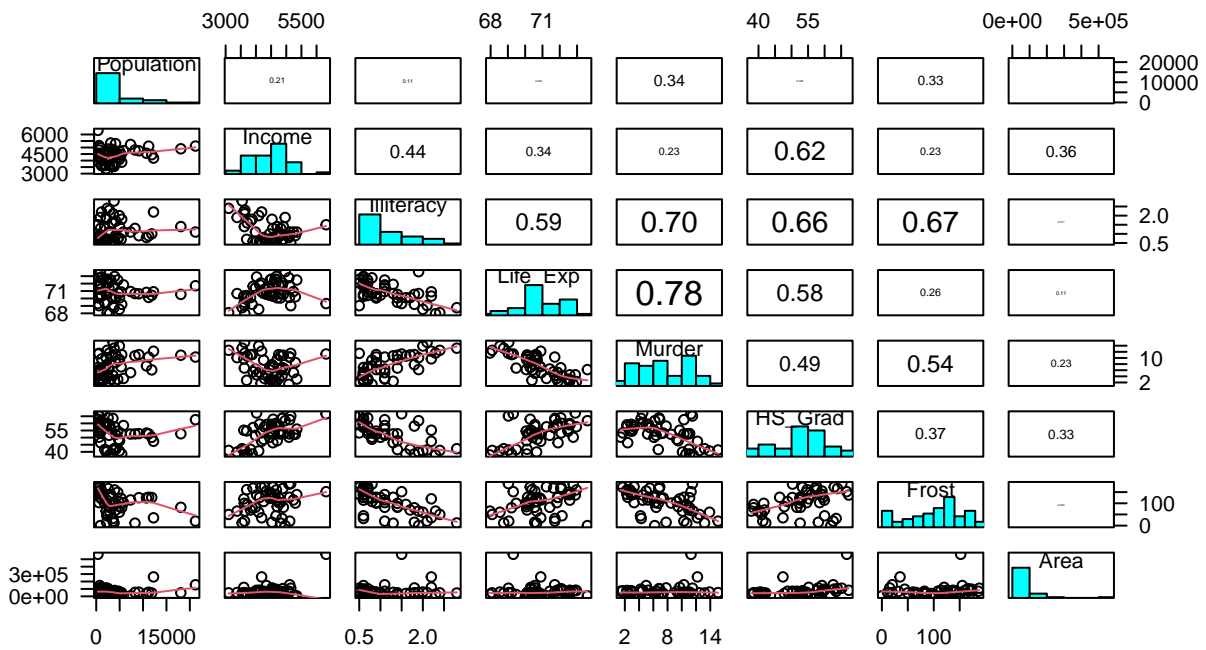 3000 5500 68 71 40 55 0e+00 5e+05
Population 0.21 0.11 0.34 0.33 20000
10000
0
6000
4500
3000
Income 0.44 0.34 0.23 0.62 0.23 0.36
Illiteracy 0.59 0.70 0.66 0.67 2.0
0.5
71
68
Life_Exp 0.78 0.58 0.26 0.11
Murder 0.49 0.54 0.23 10
2
55
40
HS_Grad 0.37 0.33
Frost 100
0
3e+05
0e+00
Area
0 15000 0.5 2.0 2 8 14 0 100